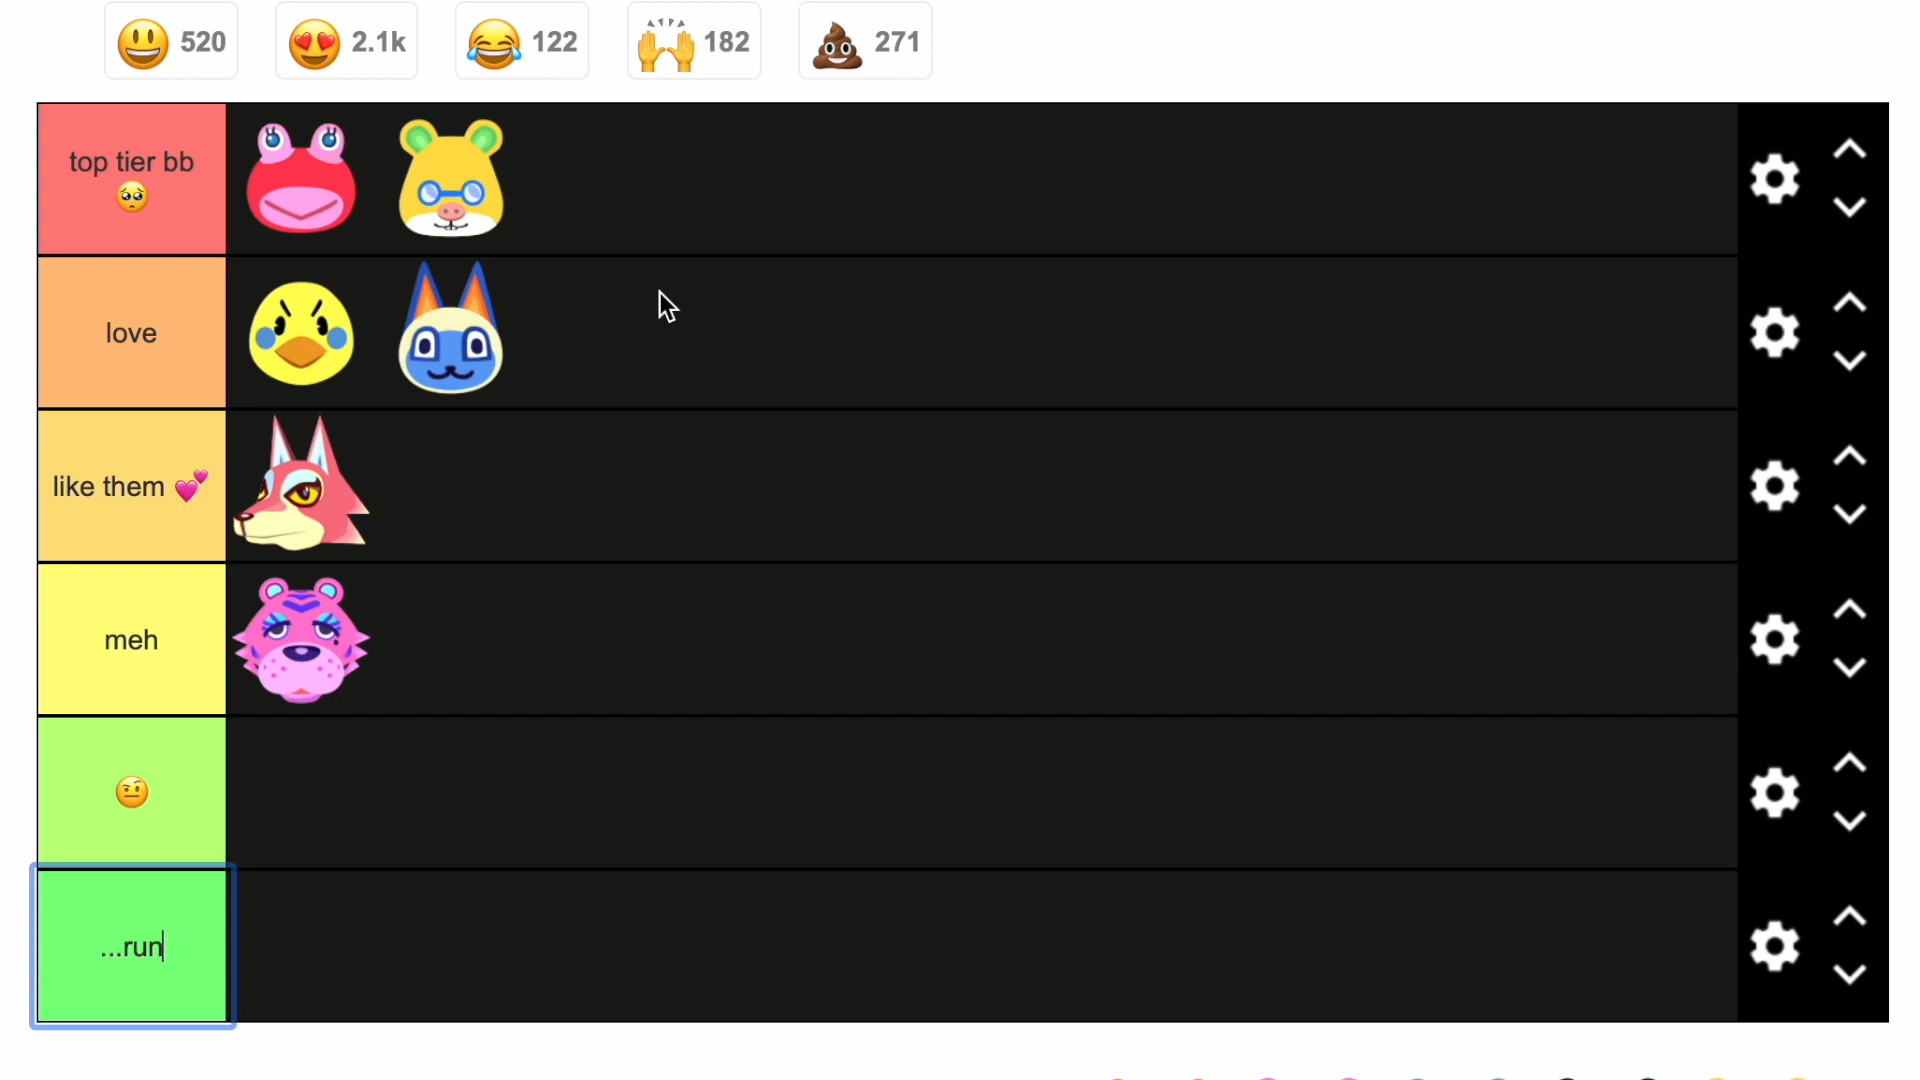 520 2.1k 122 182 271
top tier bb
🥺
love
like them 💕
meh
🤨
...run